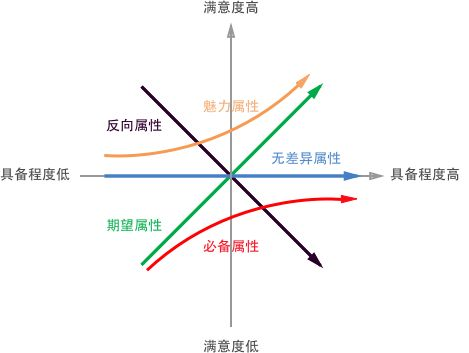 满意度高
魅力属性
反向属性
无差异属性
具备程度低
具备程度高
期望属性
必备属性
满意度低